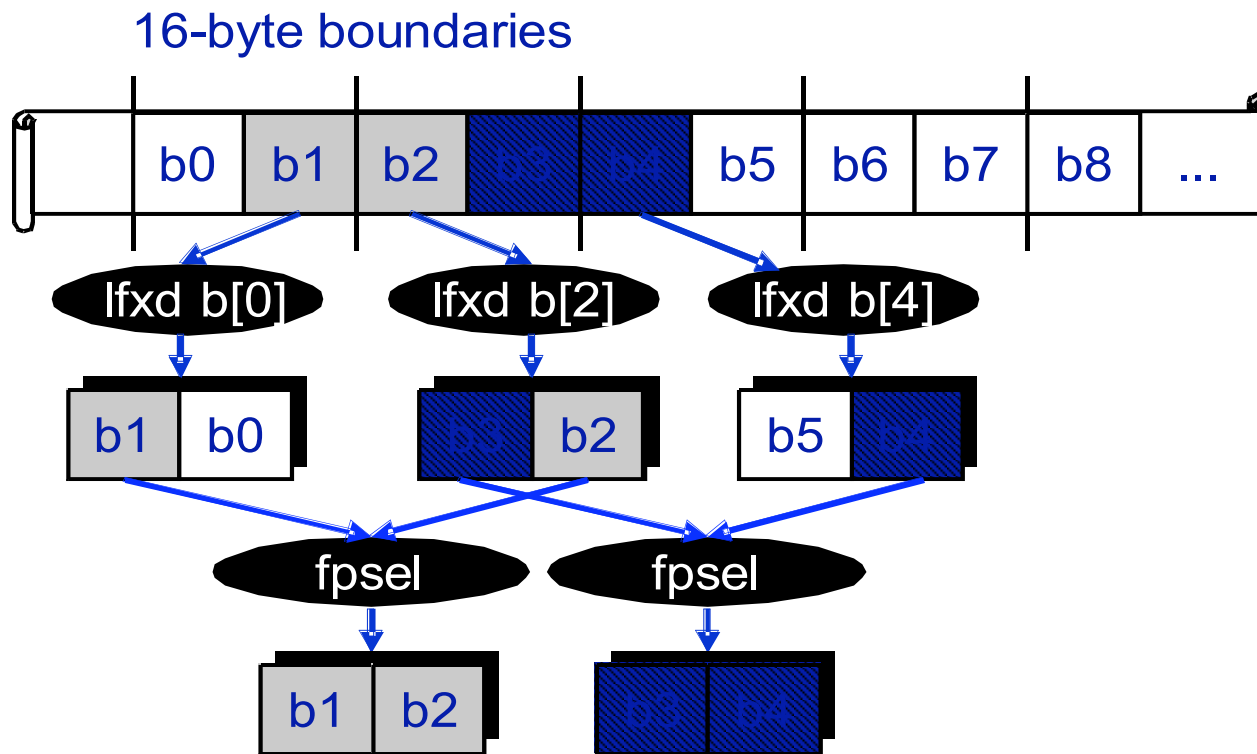 16-byte boundaries
b0 b1 b2 b3 b4 b5 b6 b7 b8 ...
lfxd b[0] lfxd b[2] lfxd b[4]
b1 b0 b3 b2 b5 b4
fpsel fpsel
b1 b2 b3 b4